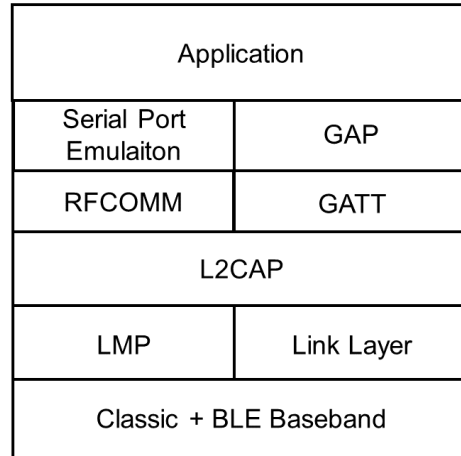 Application
Serial Port
Emulaiton
GAP
RFCOMM
GATT
L2CAP
LMP
Link Layer
Classic + BLE Baseband